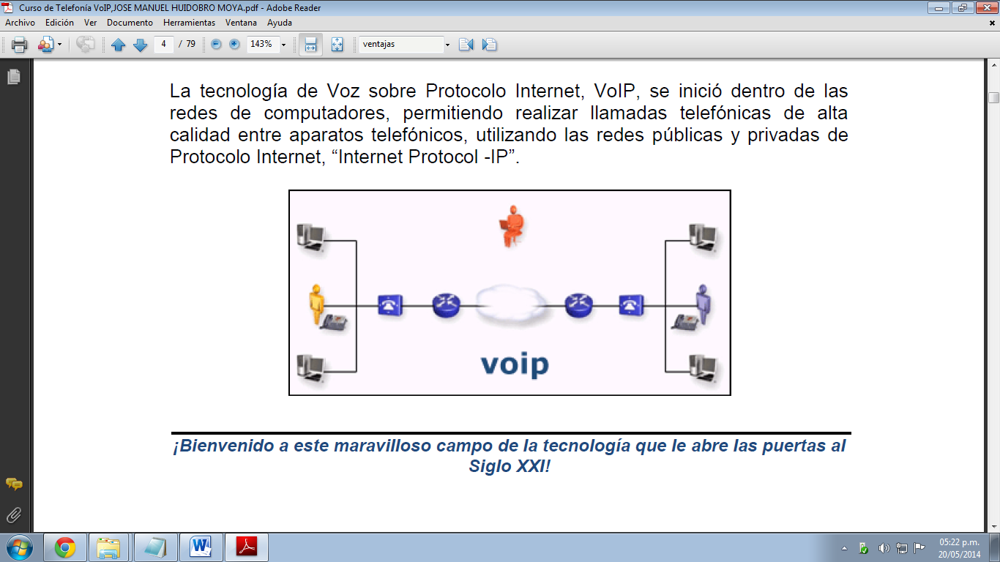 Curso de Telefonía VoIP,JOSE MANUEL HUIDOBRO MOYA.pdf - Adobe Reader
Archivo Edición Ver Documento Herramientas Ventana Ayuda
4 / 79 143% ventajas
La tecnología de Voz sobre Protocolo Internet, VoIP, se inició dentro de las
redes de computadores, permitiendo realizar llamadas telefónicas de alta
calidad entre aparatos telefónicos, utilizando las redes públicas y privadas de
Protocolo Internet, “Internet Protocol -IP”.
voip
¡Bienvenido a este maravilloso campo de la tecnología que le abre las puertas al
Siglo XXI!
05:22 p.m.
20/05/2014